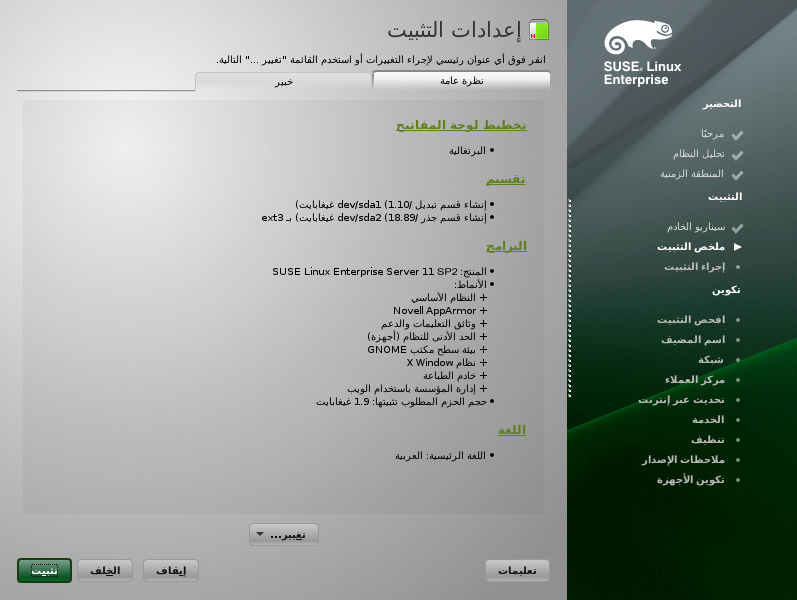 SUSE® Linux
Enterprise
التحضير
مرحبًا
تحليل النظام
المنطقة الزمنية
التثبيت
سيناريو الخادم
ملخص التثبيت
إجراء التثبيت
تكوين
افحص التثبيت
اسم المضيف
شبكة
مركز العملاء
تحديث عبر إنترنت
الخدمة
تنظيف
ملاحظات الإصدار
تكوين الأجهزة
إعدادات التثبيت
انقر فوق أي عنوان رئيسي لإجراء التغييرات أو استخدم القائمة "تغيير ..." التالية.
نظرة عامة
خبير
تخطيط لوحة المفاتيح
• البرتغالية
تقسيم
• إنشاء قسم تبديل /dev/sda1 (1.10 غيغابايت)
• إنشاء قسم جذر /dev/sda2 (18.89 غيغابايت) بـ ext3
البرامج
• المنتج: SUSE Linux Enterprise Server 11 SP2
• الأنماط:
+ النظام الأساسي
+ Novell AppArmor
+ وثائق التعليمات والدعم
+ الحد الأدنى للنظام (أجهزة)
+ بيئة سطح مكتب GNOME
+ نظام X Window
+ خادم الطباعة
+ إدارة المؤسسة باستخدام الويب
• حجم الحزم المطلوب تثبيتها: 1.9 غيغابايت
اللغة
• اللغة الرئيسية: العربية
تغيير...
تعليمات
إيقاف
الخلف
تثبيت